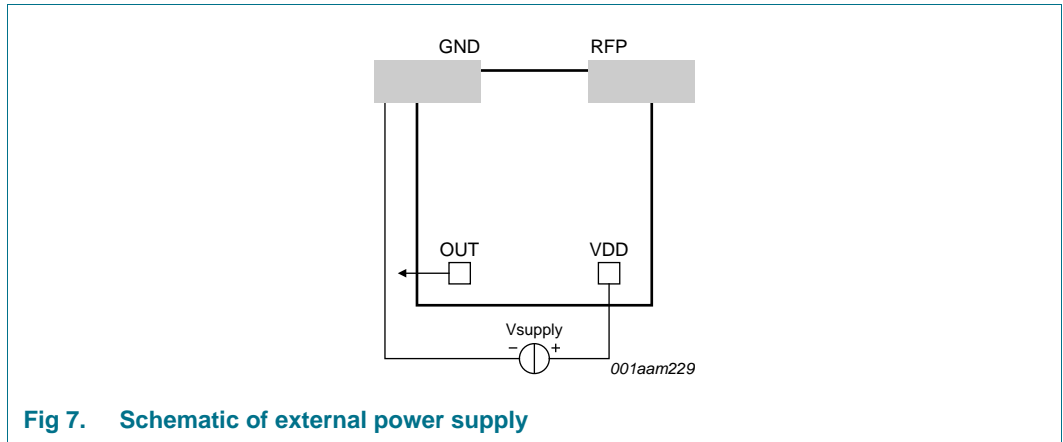 GND RFP
OUT VDD
Vsupply
− +
001aam229
Fig 7. Schematic of external power supply